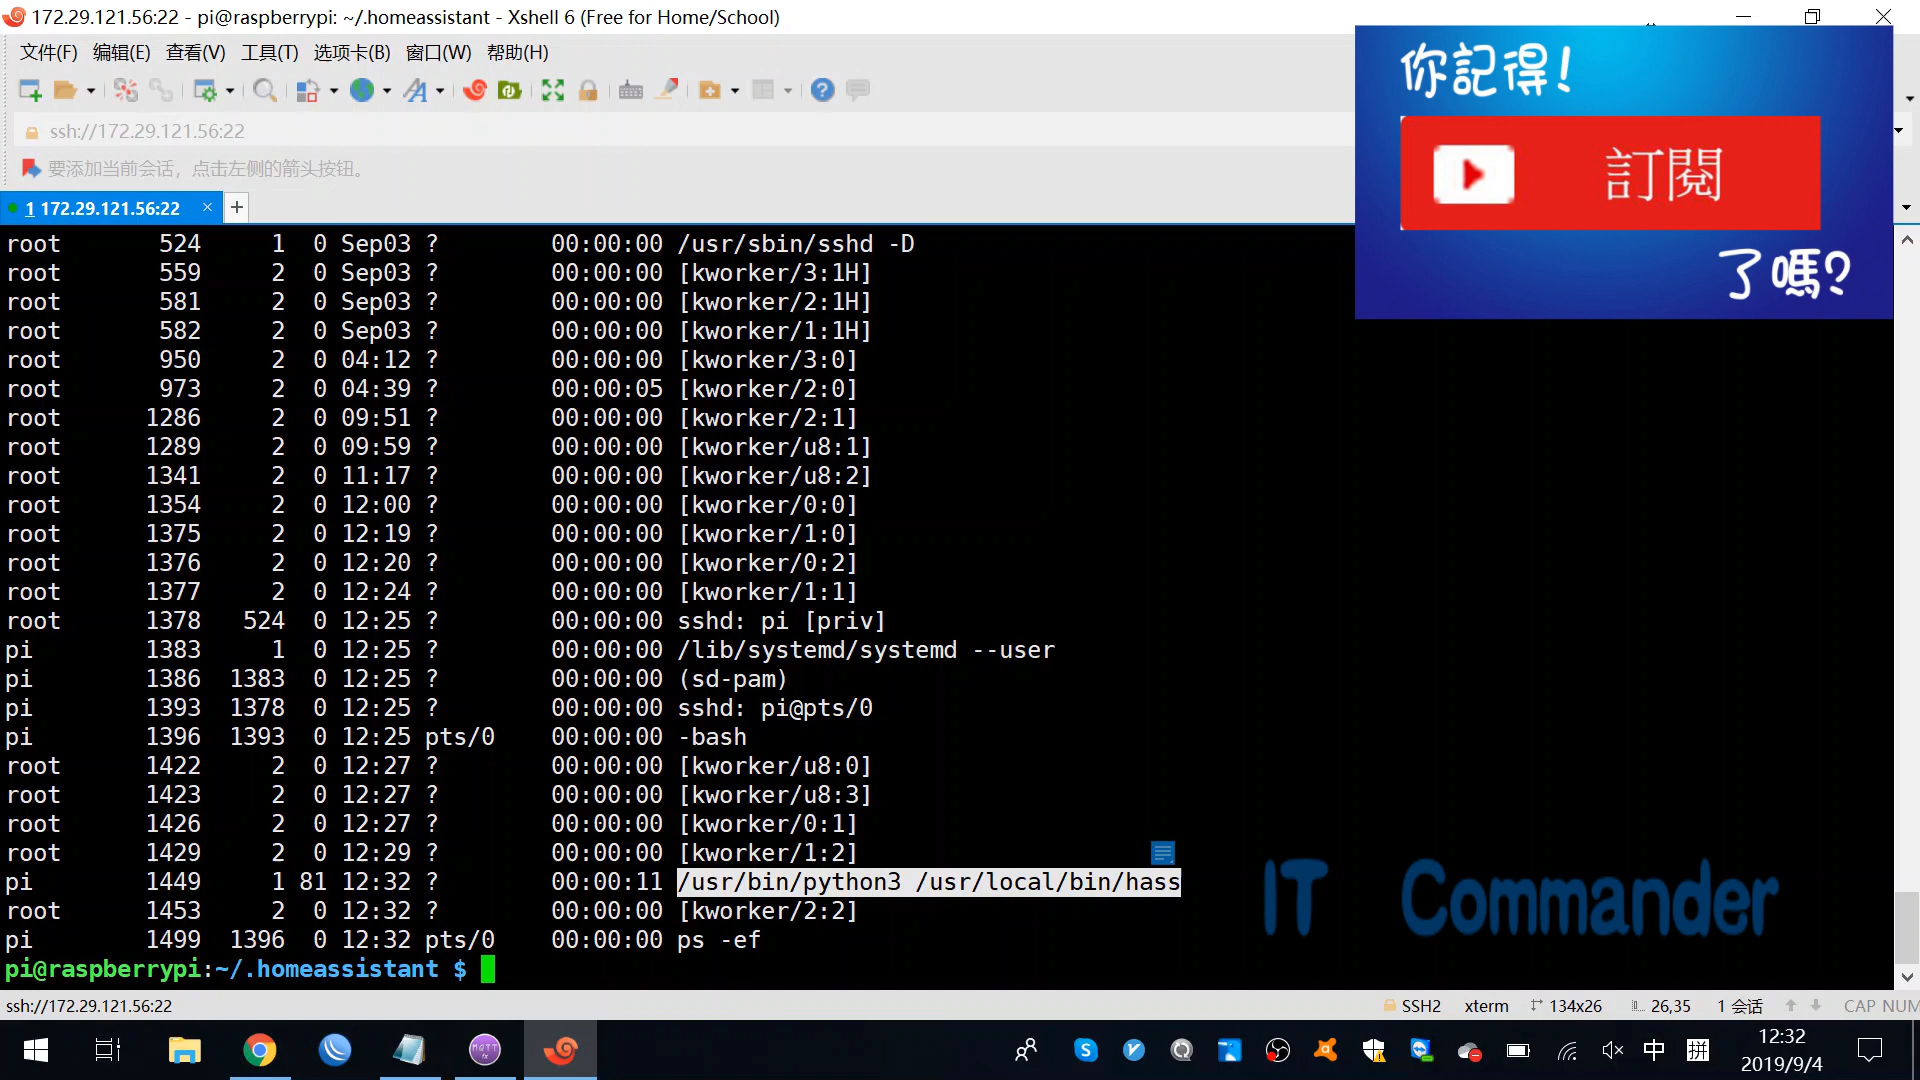 172.29.121.56:22 - pi@raspberrypi: ~/.homeassistant - Xshell 6 (Free for Home/School)
文件(F) 编辑(E) 查看(V) 工具(T) 选项卡(B) 窗口(W) 帮助(H)
ssh://172.29.121.56:22
要添加当前会话，点击左侧的箭头按钮。
1 172.29.121.56:22
你記得!
訂閱
了嗎?
root 524 1 0 Sep03 ? 00:00:00 /usr/sbin/sshd -D
root 559 2 0 Sep03 ? 00:00:00 [kworker/3:1H]
root 581 2 0 Sep03 ? 00:00:00 [kworker/2:1H]
root 582 2 0 Sep03 ? 00:00:00 [kworker/1:1H]
root 950 2 0 04:12 ? 00:00:00 [kworker/3:0]
root 973 2 0 04:39 ? 00:00:05 [kworker/2:0]
root 1286 2 0 09:51 ? 00:00:00 [kworker/2:1]
root 1289 2 0 09:59 ? 00:00:00 [kworker/u8:1]
root 1341 2 0 11:17 ? 00:00:00 [kworker/u8:2]
root 1354 2 0 12:00 ? 00:00:00 [kworker/0:0]
root 1375 2 0 12:19 ? 00:00:00 [kworker/1:0]
root 1376 2 0 12:20 ? 00:00:00 [kworker/0:2]
root 1377 2 0 12:24 ? 00:00:00 [kworker/1:1]
root 1378 524 0 12:25 ? 00:00:00 sshd: pi [priv]
pi 1383 1 0 12:25 ? 00:00:00 /lib/systemd/systemd --user
pi 1386 1383 0 12:25 ? 00:00:00 (sd-pam)
pi 1393 1378 0 12:25 ? 00:00:00 sshd: pi@pts/0
pi 1396 1393 0 12:25 pts/0 00:00:00 -bash
root 1422 2 0 12:27 ? 00:00:00 [kworker/u8:0]
root 1423 2 0 12:27 ? 00:00:00 [kworker/u8:3]
root 1426 2 0 12:27 ? 00:00:00 [kworker/0:1]
root 1429 2 0 12:29 ? 00:00:00 [kworker/1:2]
pi 1449 1 81 12:32 ? 00:00:11 /usr/bin/python3 /usr/local/bin/hass
root 1453 2 0 12:32 ? 00:00:00 [kworker/2:2]
pi 1499 1396 0 12:32 pts/0 00:00:00 ps -ef
pi@raspberrypi:~/.homeassistant $
IT Commander
ssh://172.29.121.56:22 SSH2 xterm 134x26 26,35 1 会话 CAP NUM
MQTT
fx
中 拼
12:32
2019/9/4